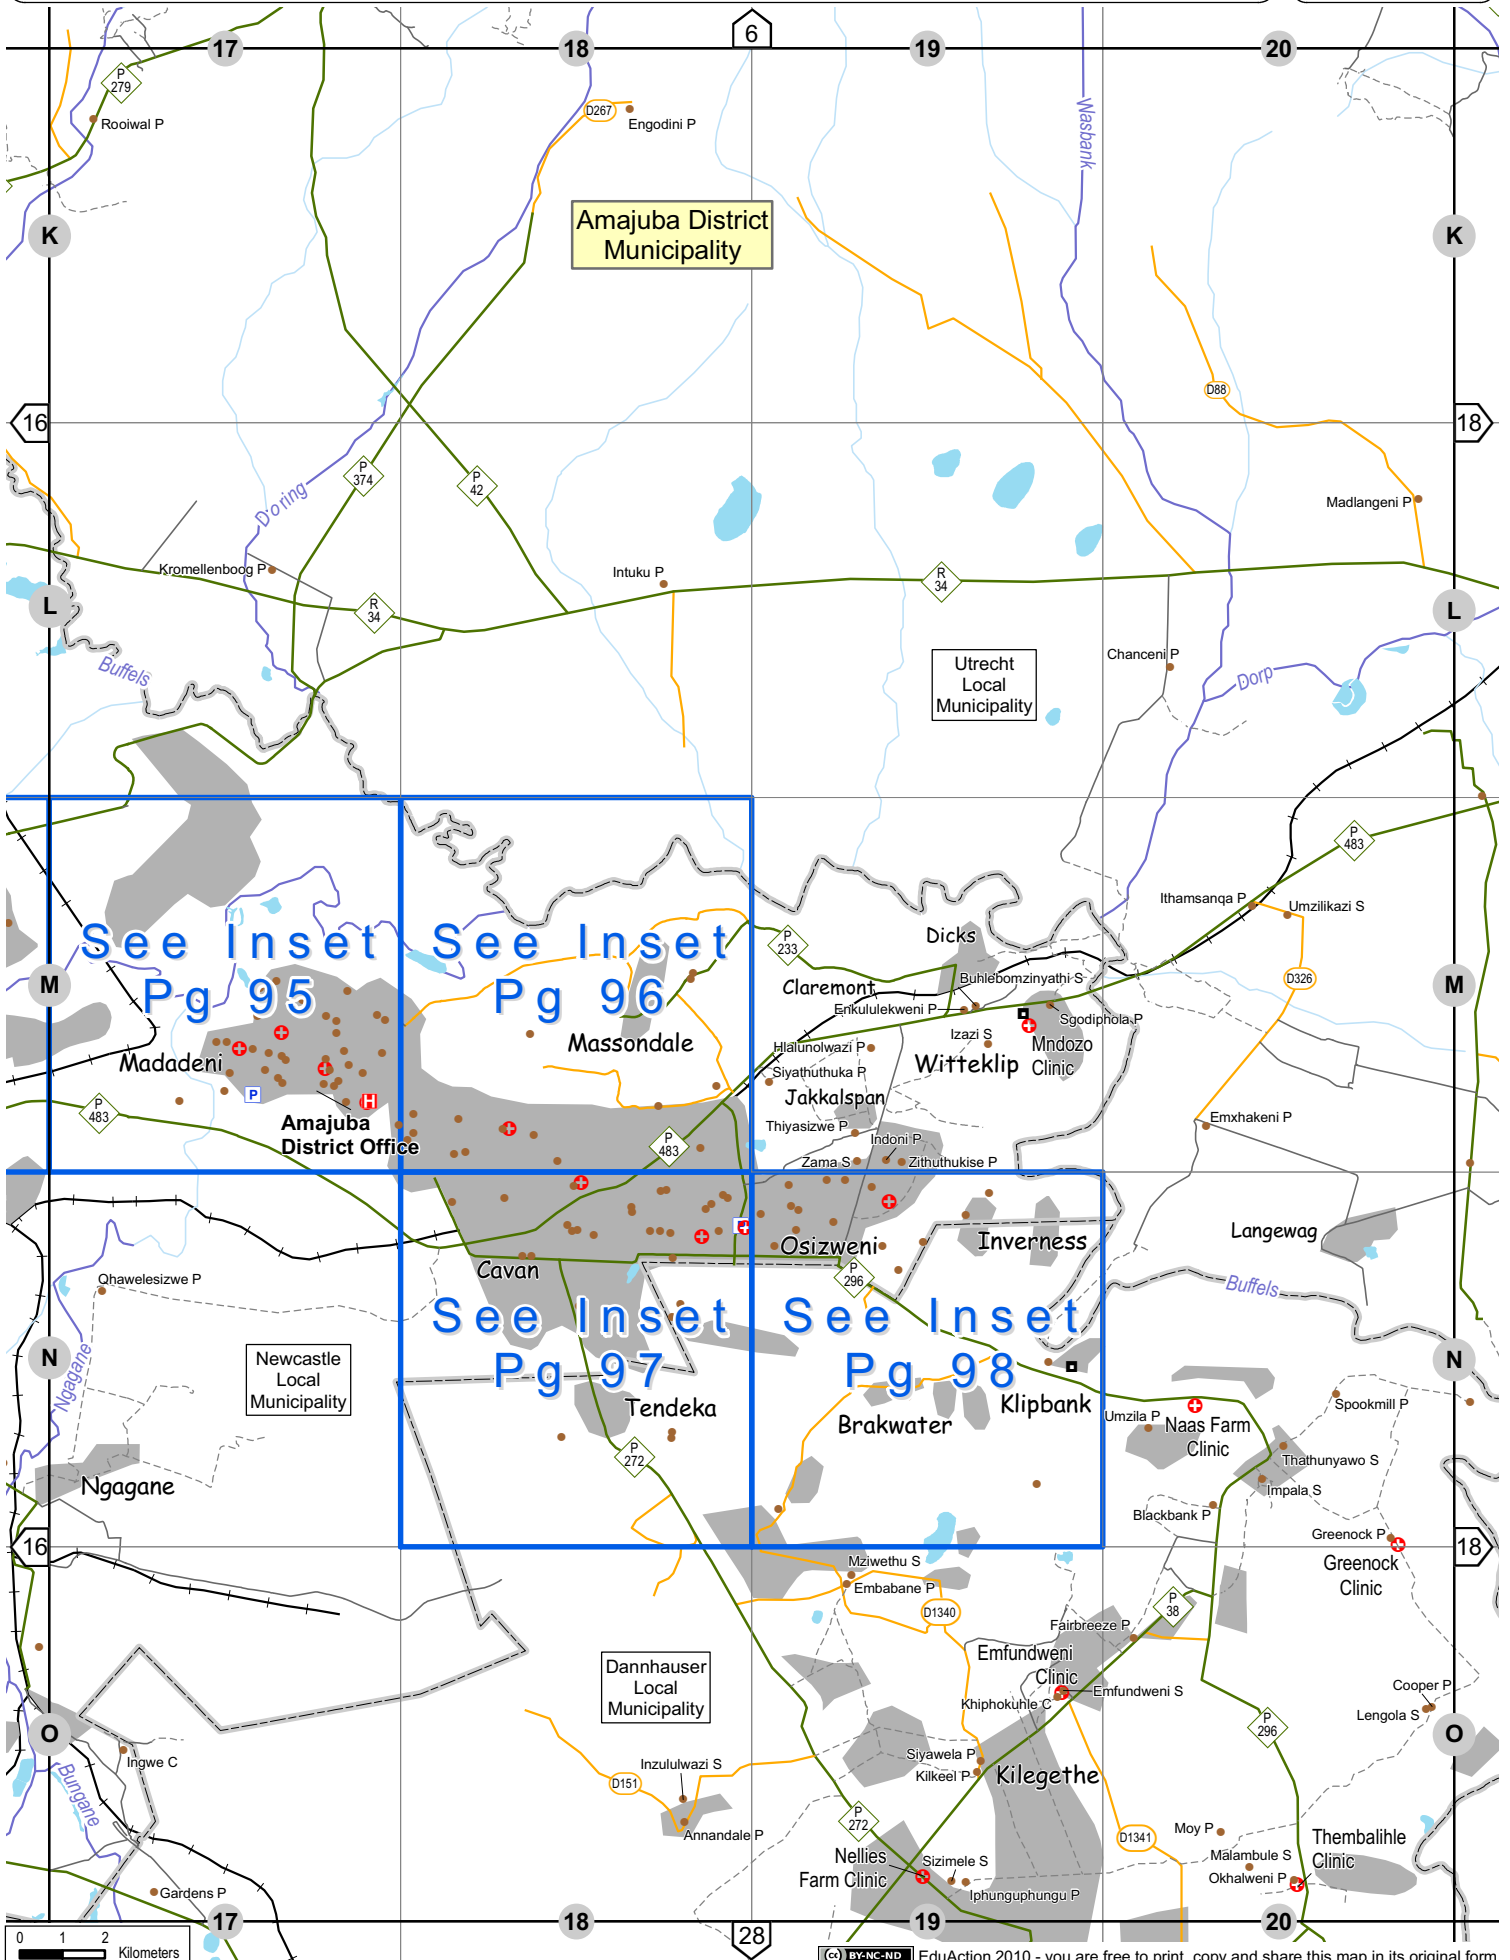 17
18
6
19
20
P
279
Rooiwal P
D267
Engodini P
Wasbank
K
Amajuba District
Municipality
K
D88
16
18
P
374
P
42
Doring
Madlangeni P
Kromellenboog P
Intuku P
R
34
L
R
34
L
Buffels
Utrecht
Local
Municipality
Chanceni P
Dorp
P
483
Ithamsanqa P
Umzilikazi S
See Inset
Pg 95
See Inset
Pg 96
P
233
Dicks
M
Claremont
Buhlebomzinyathi S
D326
M
Enkululekweni P
Sgodiphola P
Massondale
Izazi S
Mndozo
Clinic
Madadeni
Hlalunolwazi P
Witteklip
Siyathuthuka P
P
Jakkalspan
P
483
H
Amajuba
District Office
Thiyasizwe P
Indoni P
Emxhakeni P
P
483
Zama S
Zithuthukise P
Langewag
Osizweni
Inverness
Cavan
P
296
Qhawelesizwe P
Buffels
See Inset
Pg 97
See Inset
Pg 98
N
Ngagane
Newcastle
Local
Municipality
N
Tendeka
Brakwater
Klipbank
Umzila P
Naas Farm
Clinic
Spookmill P
P
272
Thathunyawo S
Ngagane
Impala S
Blackbank P
Greenock P
16
18
Greenock
Clinic
Mziwethu S
Embabane P
D1340
P
38
Fairbreeze P
Emfundweni
Clinic
Dannhauser
Local
Municipality
Khiphokuhle C
Emfundweni S
Cooper P
Lengola S
O
P
296
O
Ingwe C
Siyawela P
Kilkeel P
Kilegethe
Inzululwazi S
D151
Bungane
Annandale P
P
272
D1341
Moy P
Thembalihle
Clinic
Nellies
Farm Clinic
Sizimele S
Malambule S
Okhalweni P
Iphunguphungu P
Gardens P
17
18
28
19
20
0 1 2
Kilometers
(cc) BY-NC-ND EduAction 2010 - you are free to print, copy and share this map in its original form